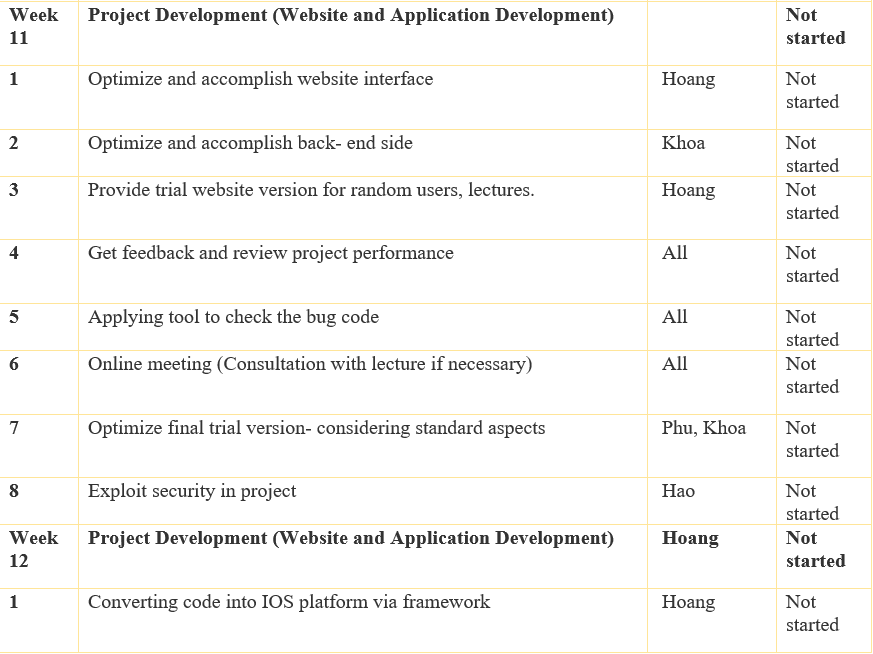 Week Project Development (Website and Application Development) Not
11 started
1 Optimize and accomplish website interface Hoang Not
started
2 Optimize and accomplish back- end side Khoa Not
started
3 Provide trial website version for random users, lectures. Hoang Not
started
4 Get feedback and review project performance All Not
started
5 Applying tool to check the bug code All Not
started
6 Online meeting (Consultation with lecture if necessary) All Not
started
7 Optimize final trial version- considering standard aspects Phu, Khoa Not
started
8 Exploit security in project Hao Not
started
Week Project Development (Website and Application Development) Hoang Not
12 started
1 Converting code into IOS platform via framework Hoang Not
started